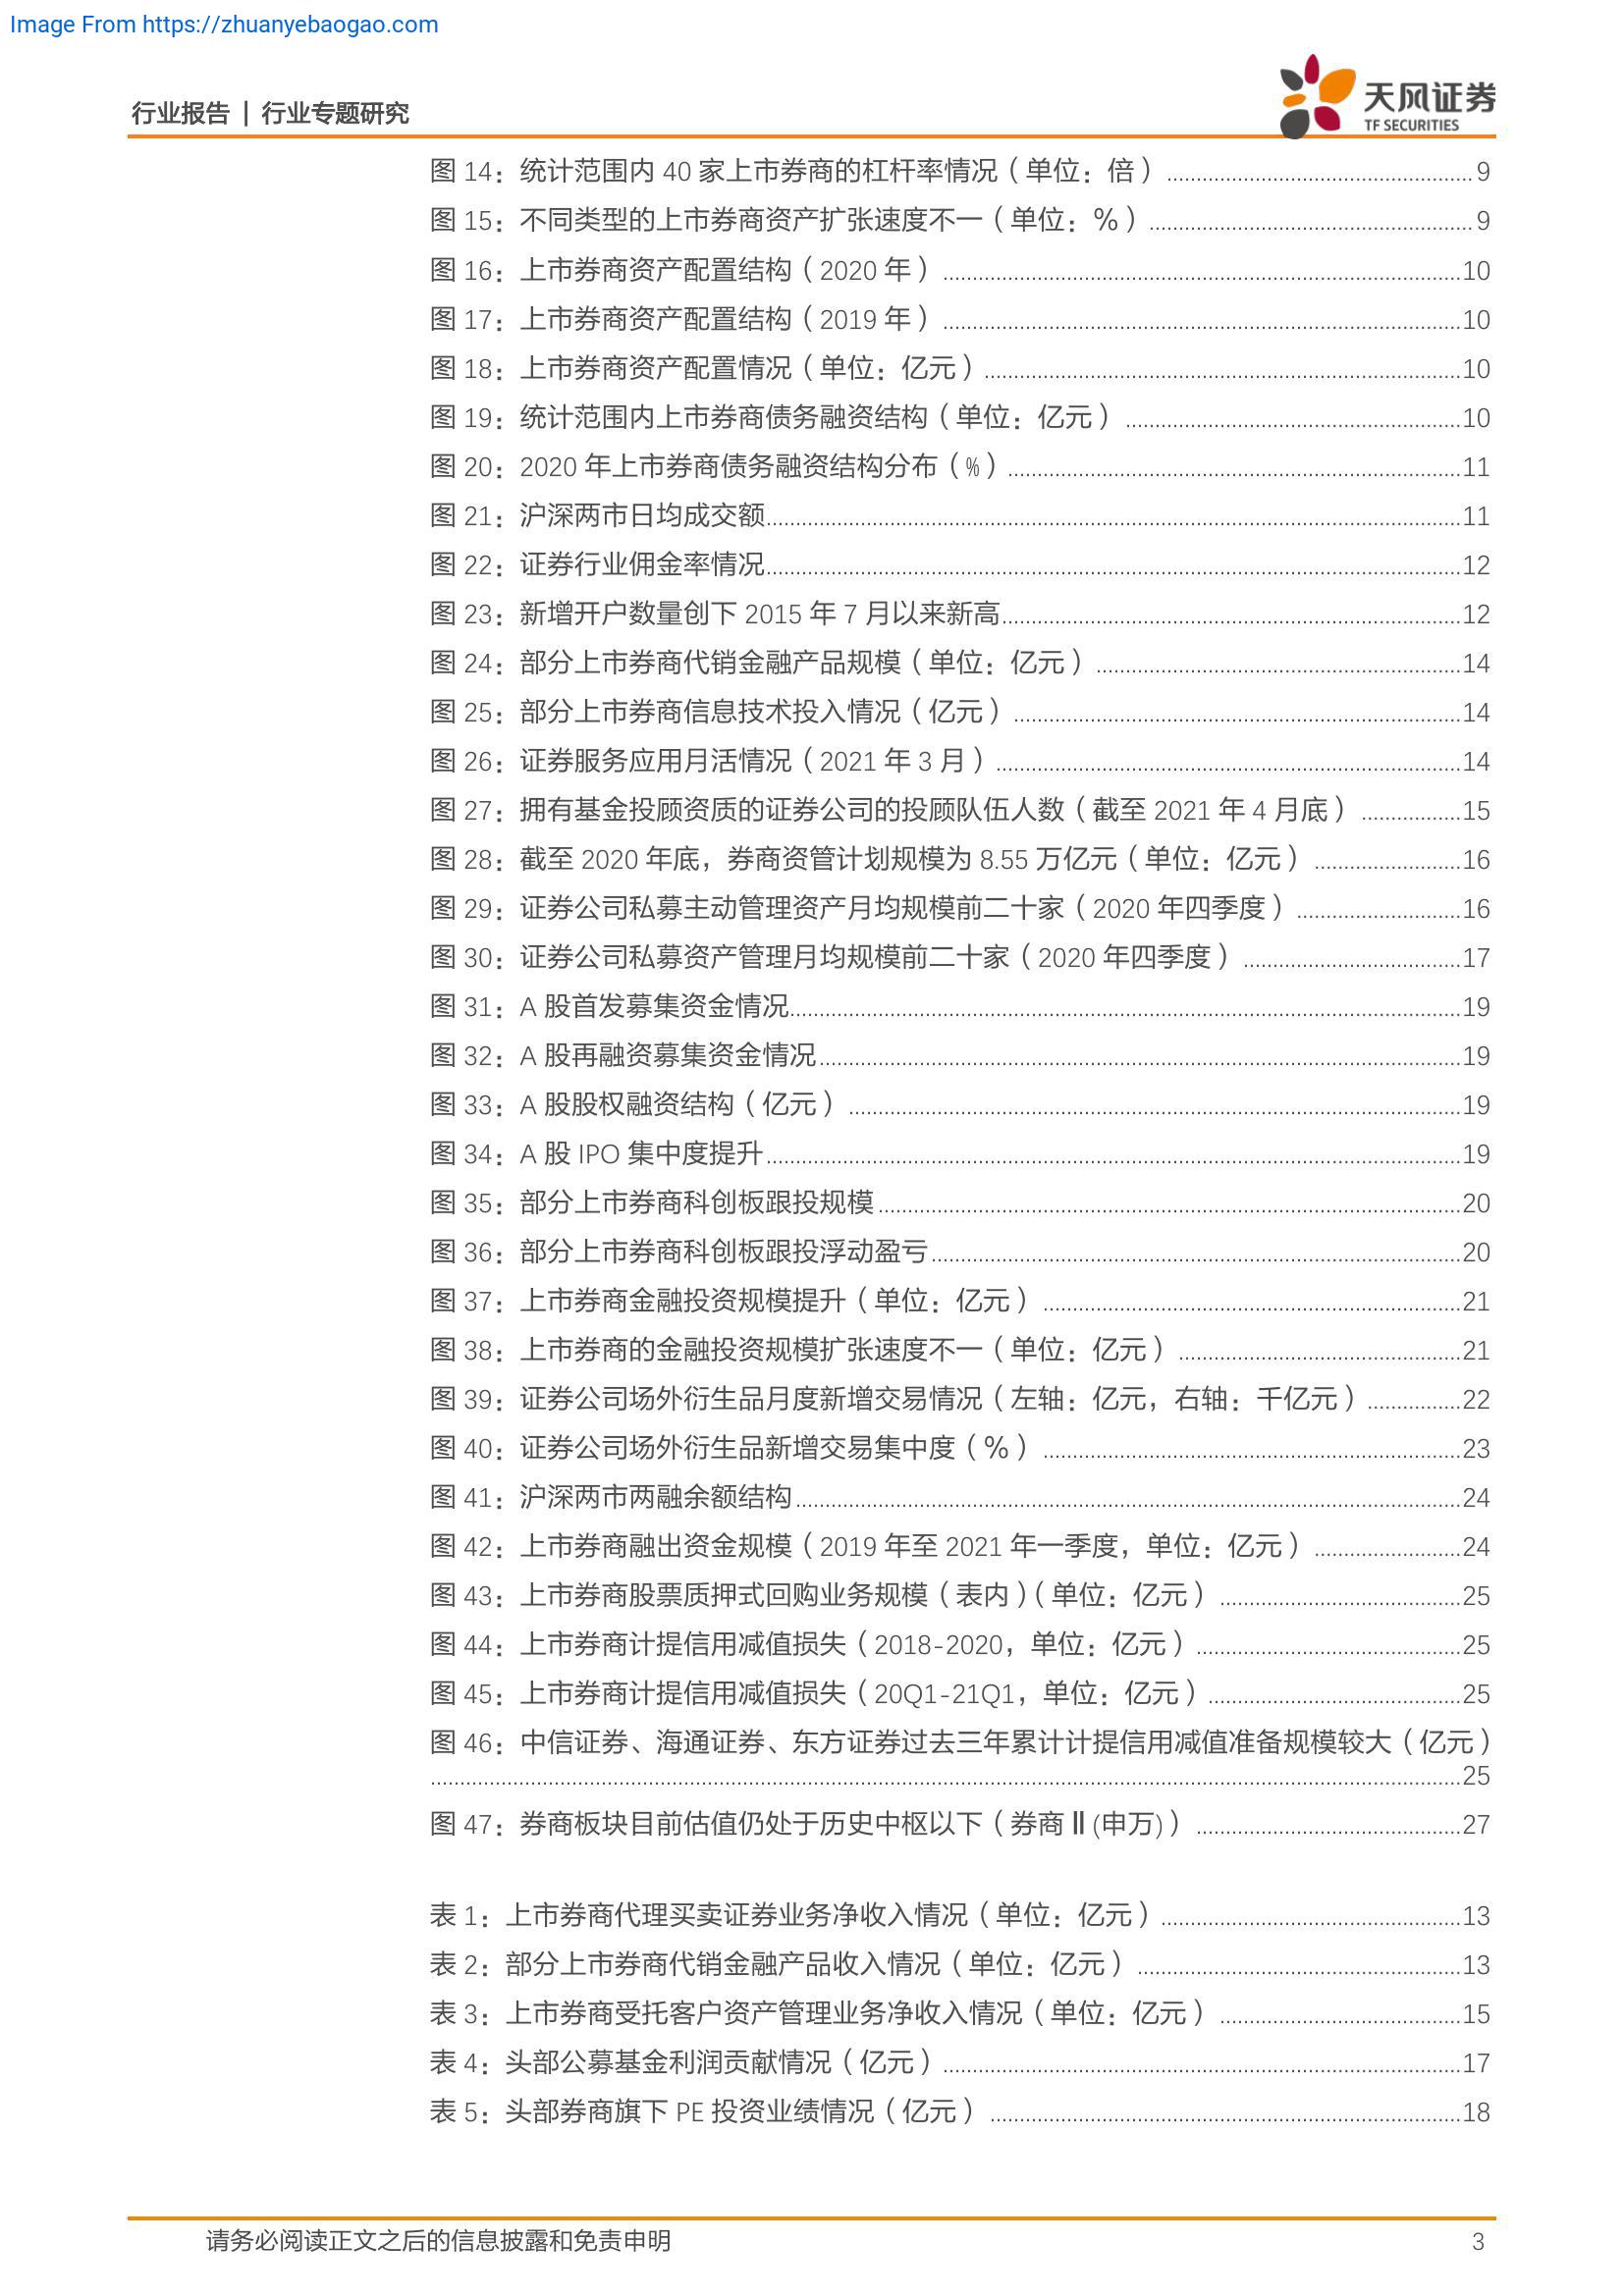 Image From https://zhuanyebaogao.com
行业报告 | 行业专题研究
天风证券
TF SECURITIES
图 14：统计范围内 40 家上市券商的杠杆率情况（单位：倍）9
图 15：不同类型的上市券商资产扩张速度不一（单位：%）9
图 16：上市券商资产配置结构（2020 年）10
图 17：上市券商资产配置结构（2019 年）10
图 18：上市券商资产配置情况（单位：亿元）10
图 19：统计范围内上市券商债务融资结构（单位：亿元）10
图 20：2020 年上市券商债务融资结构分布（%）11
图 21：沪深两市日均成交额11
图 22：证券行业佣金率情况12
图 23：新增开户数量创下 2015 年 7 月以来新高12
图 24：部分上市券商代销金融产品规模（单位：亿元）14
图 25：部分上市券商信息技术投入情况（亿元）14
图 26：证券服务应用月活情况（2021 年 3 月）14
图 27：拥有基金投顾资质的证券公司的投顾队伍人数（截至 2021 年 4 月底）15
图 28：截至 2020 年底，券商资管计划规模为 8.55 万亿元（单位：亿元）16
图 29：证券公司私募主动管理资产月均规模前二十家（2020 年四季度）16
图 30：证券公司私募资产管理月均规模前二十家（2020 年四季度）17
图 31：A 股首发募集资金情况19
图 32：A 股再融资募集资金情况19
图 33：A 股股权融资结构（亿元）19
图 34：A 股 IPO 集中度提升19
图 35：部分上市券商科创板跟投规模20
图 36：部分上市券商科创板跟投浮动盈亏20
图 37：上市券商金融投资规模提升（单位：亿元）21
图 38：上市券商的金融投资规模扩张速度不一（单位：亿元）21
图 39：证券公司场外衍生品月度新增交易情况（左轴：亿元，右轴：千亿元）22
图 40：证券公司场外衍生品新增交易集中度（%）23
图 41：沪深两市两融余额结构24
图 42：上市券商融出资金规模（2019 年至 2021 年一季度，单位：亿元）24
图 43：上市券商股票质押式回购业务规模（表内）（单位：亿元）25
图 44：上市券商计提信用减值损失（2018-2020，单位：亿元）25
图 45：上市券商计提信用减值损失（20Q1-21Q1，单位：亿元）25
图 46：中信证券、海通证券、东方证券过去三年累计计提信用减值准备规模较大（亿元）
25
图 47：券商板块目前估值仍处于历史中枢以下（券商Ⅱ(申万)）27
表 1：上市券商代理买卖证券业务净收入情况（单位：亿元）13
表 2：部分上市券商代销金融产品收入情况（单位：亿元）13
表 3：上市券商受托客户资产管理业务净收入情况（单位：亿元）15
表 4：头部公募基金利润贡献情况（亿元）17
表 5：头部券商旗下 PE 投资业绩情况（亿元）18
请务必阅读正文之后的信息披露和免责申明 3